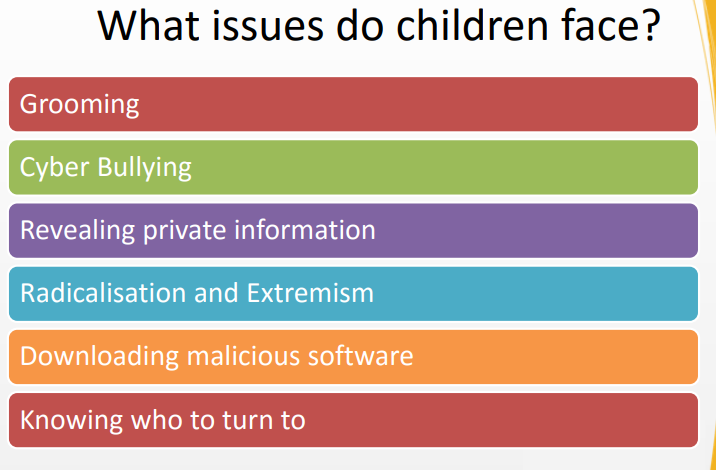 What issues do children face?
Grooming
Cyber Bullying
Revealing private information
Radicalisation and Extremism
Downloading malicious software
Knowing who to turn to